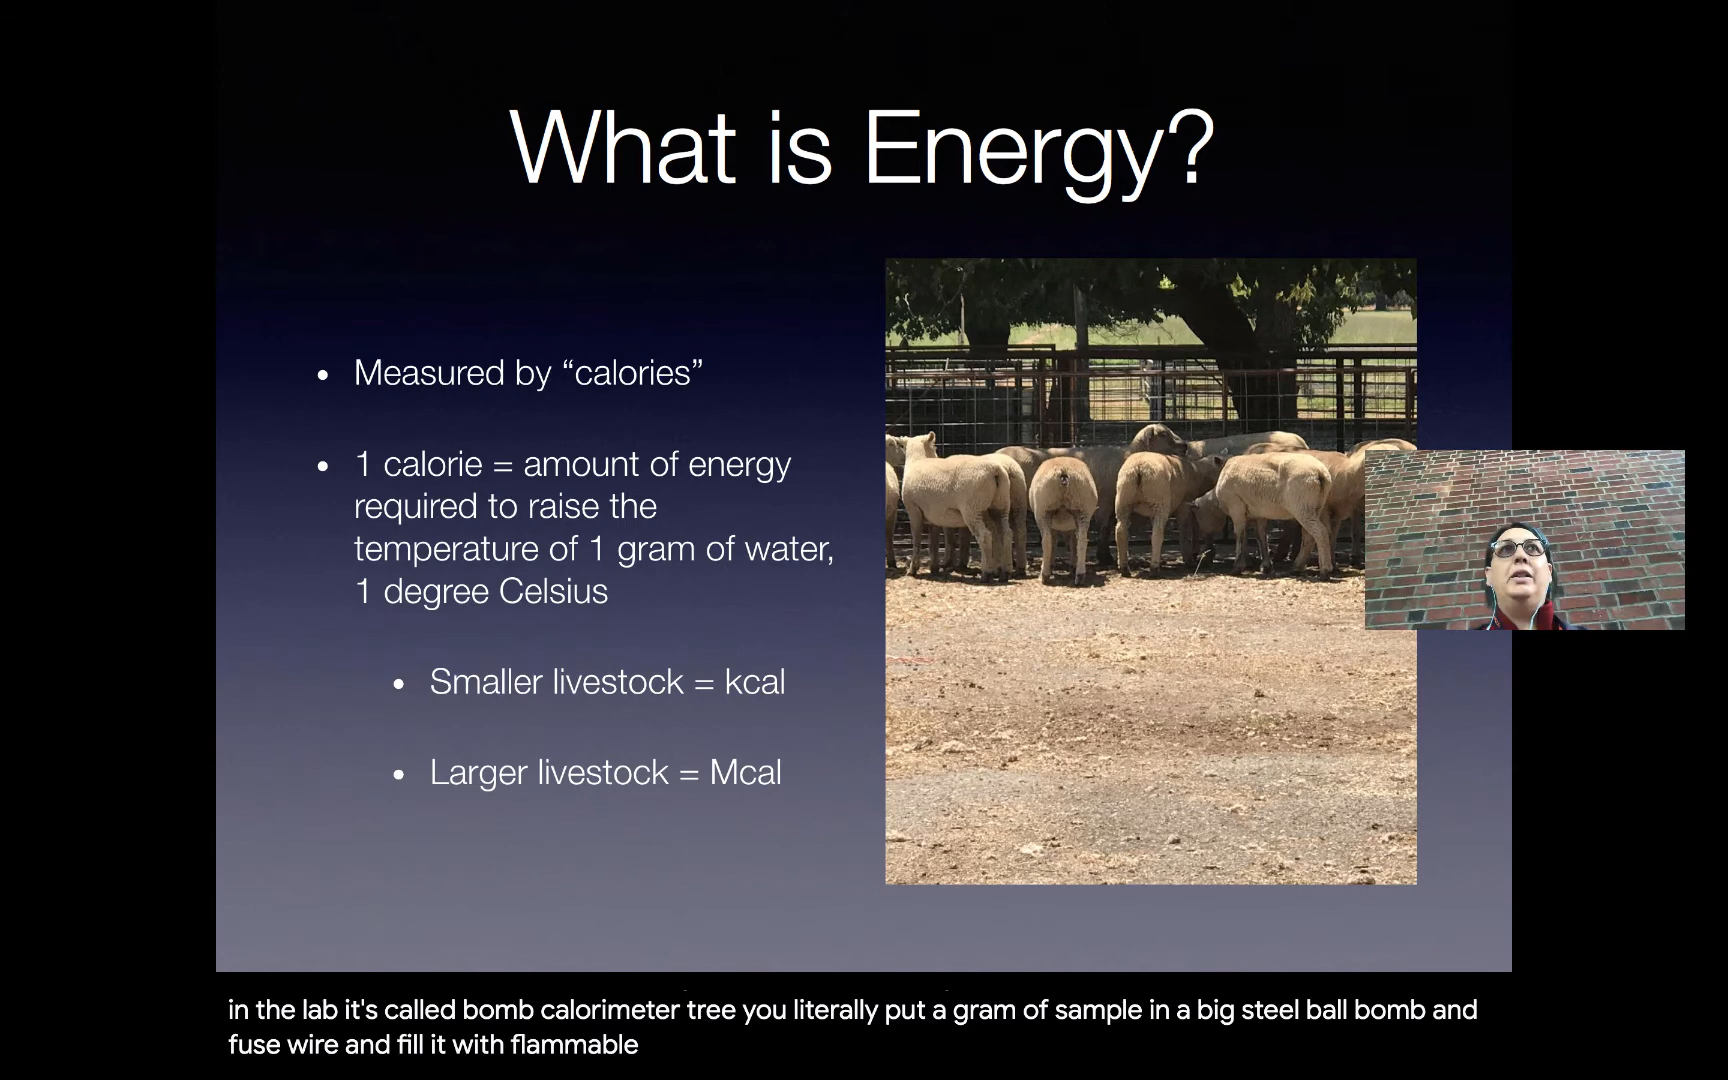 What is Energy?
• Measured by “calories”
• 1 calorie = amount of energy
required to raise the
temperature of 1 gram of water,
1 degree Celsius
• Smaller livestock = kcal
• Larger livestock = Mcal
in the lab it's called bomb calorimeter tree you literally put a gram of sample in a big steel ball bomb and
fuse wire and fill it with flammable